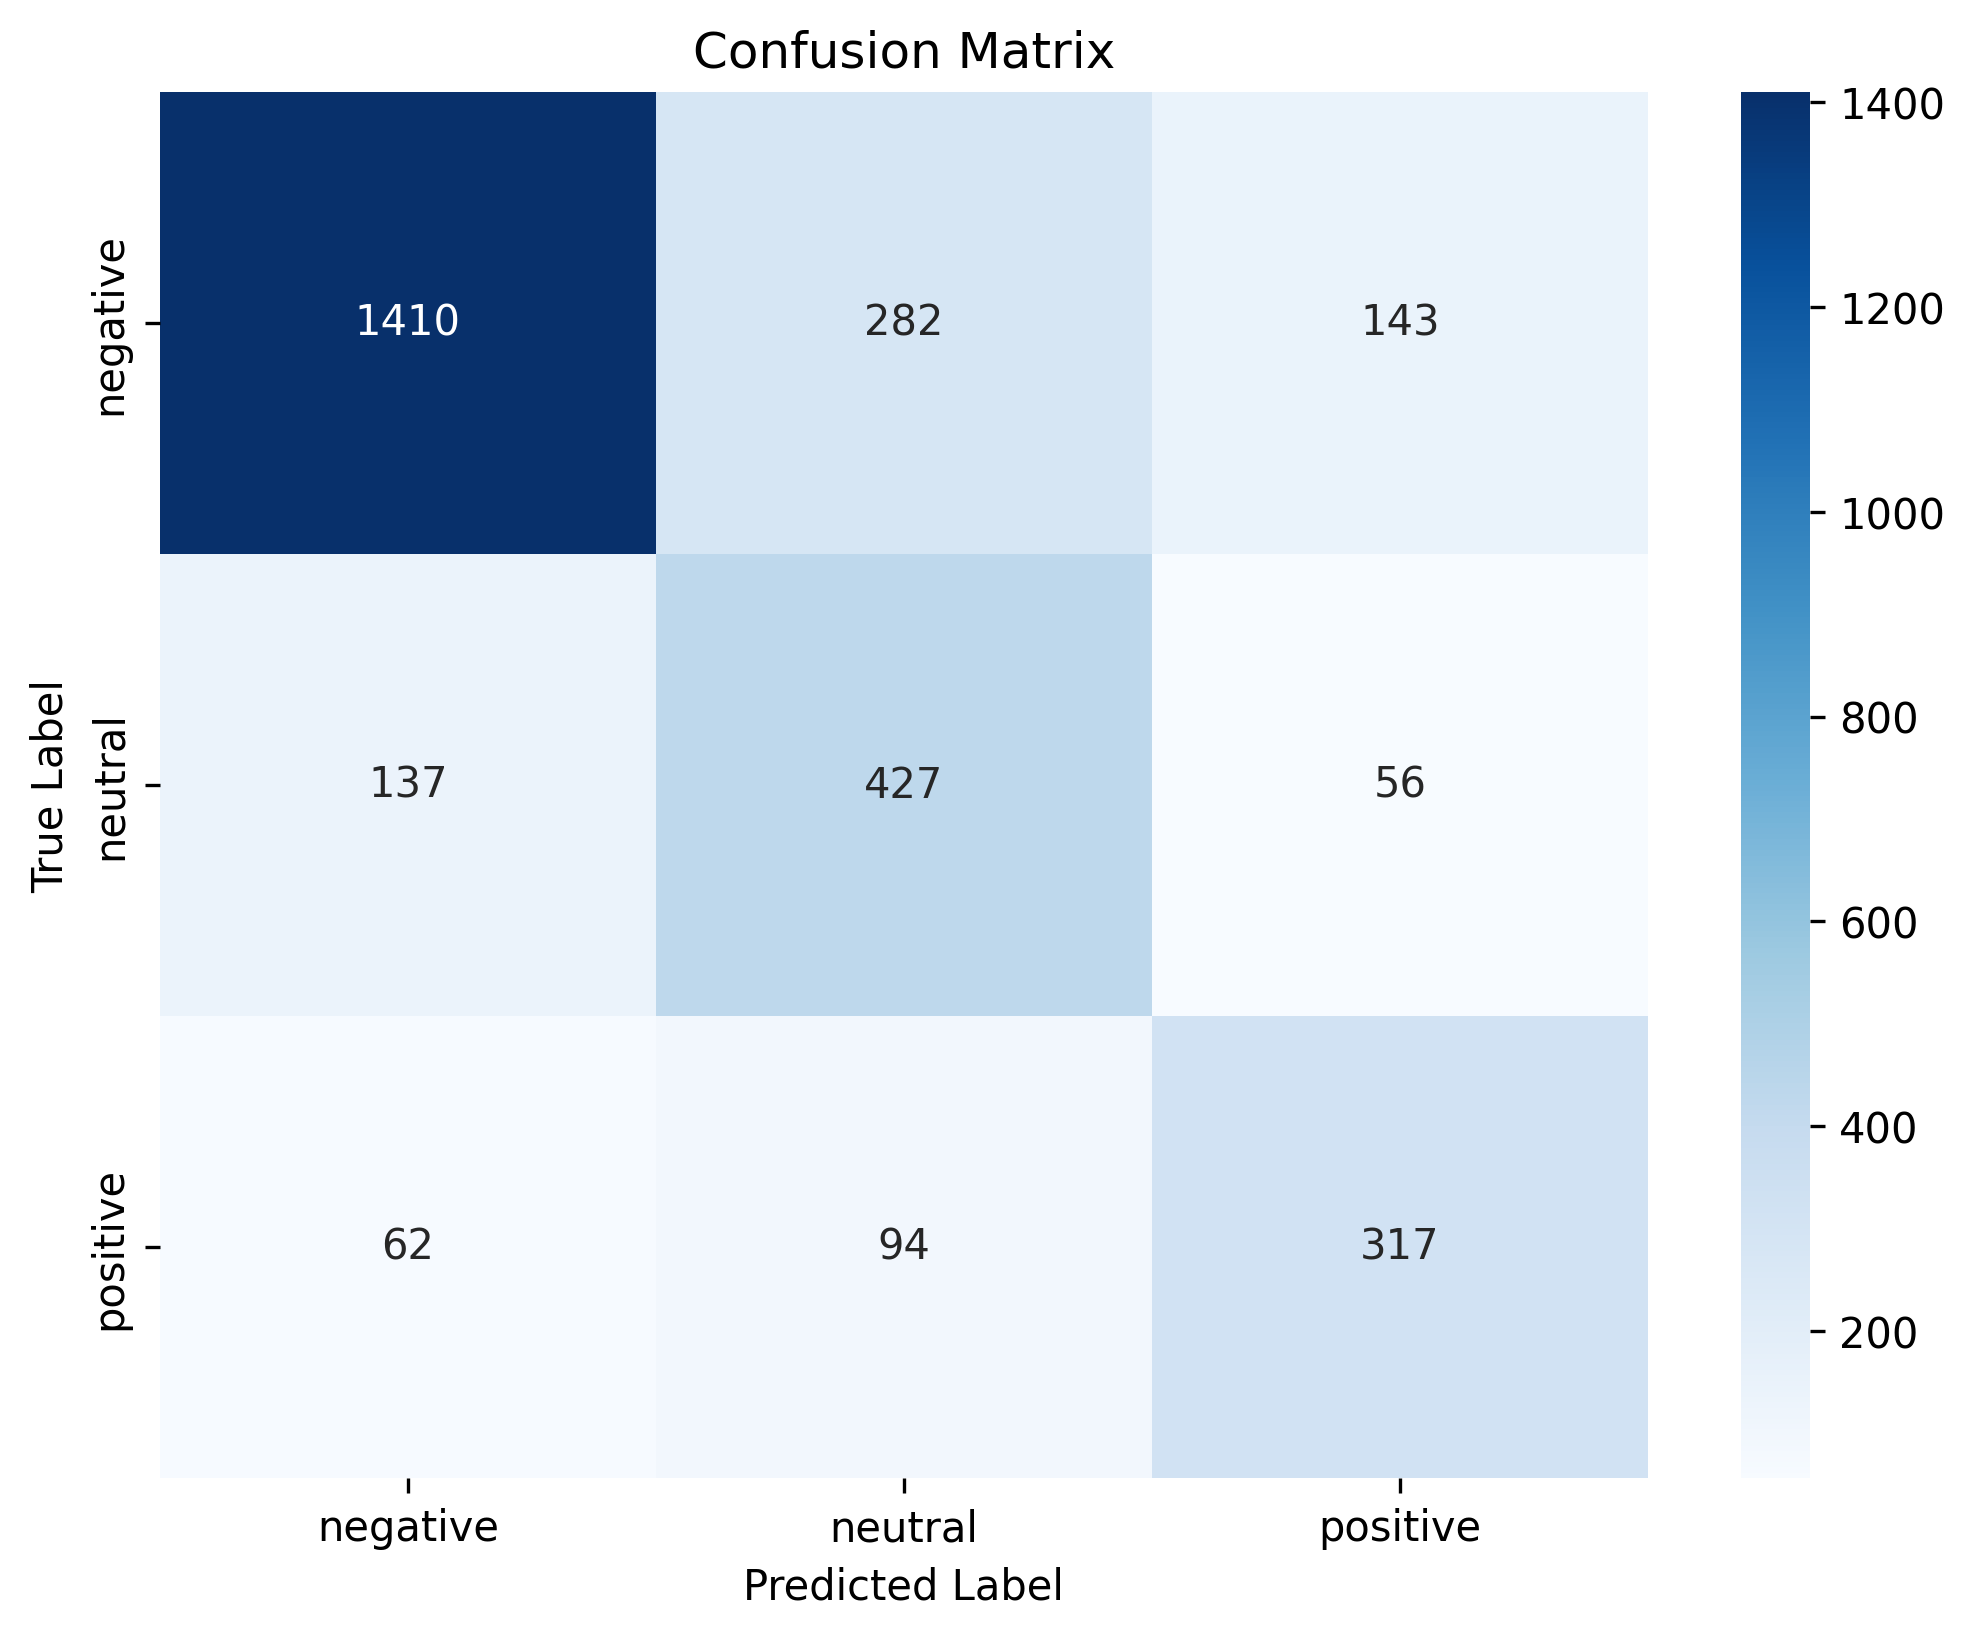 Confusion Matrix
True Label
negative
1410 282 143
neutral
137 427 56
positive
62 94 317
negative neutral positive
Predicted Label
1400
1200
1000
800
600
400
200